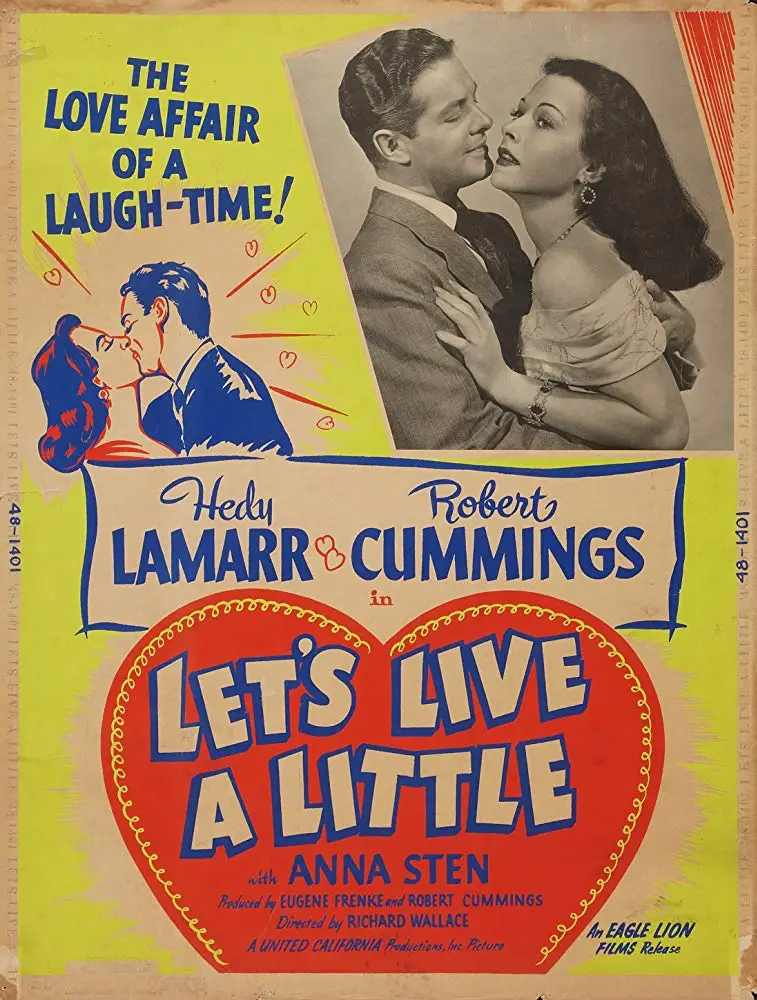 THE
LOVE AFFAIR
OF A
LAUGH-TIME!
Hedy Robert
LAMARR & CUMMINGS
in
LET'S LIVE
A LITTLE
with ANNA STEN
Produced by EUGENE FRENKE and ROBERT CUMMINGS
Directed by RICHARD WALLACE
A UNITED CALIFORNIA Productions, Inc. Picture
An EAGLE LION
FILMS Release
48-1401
48-1401